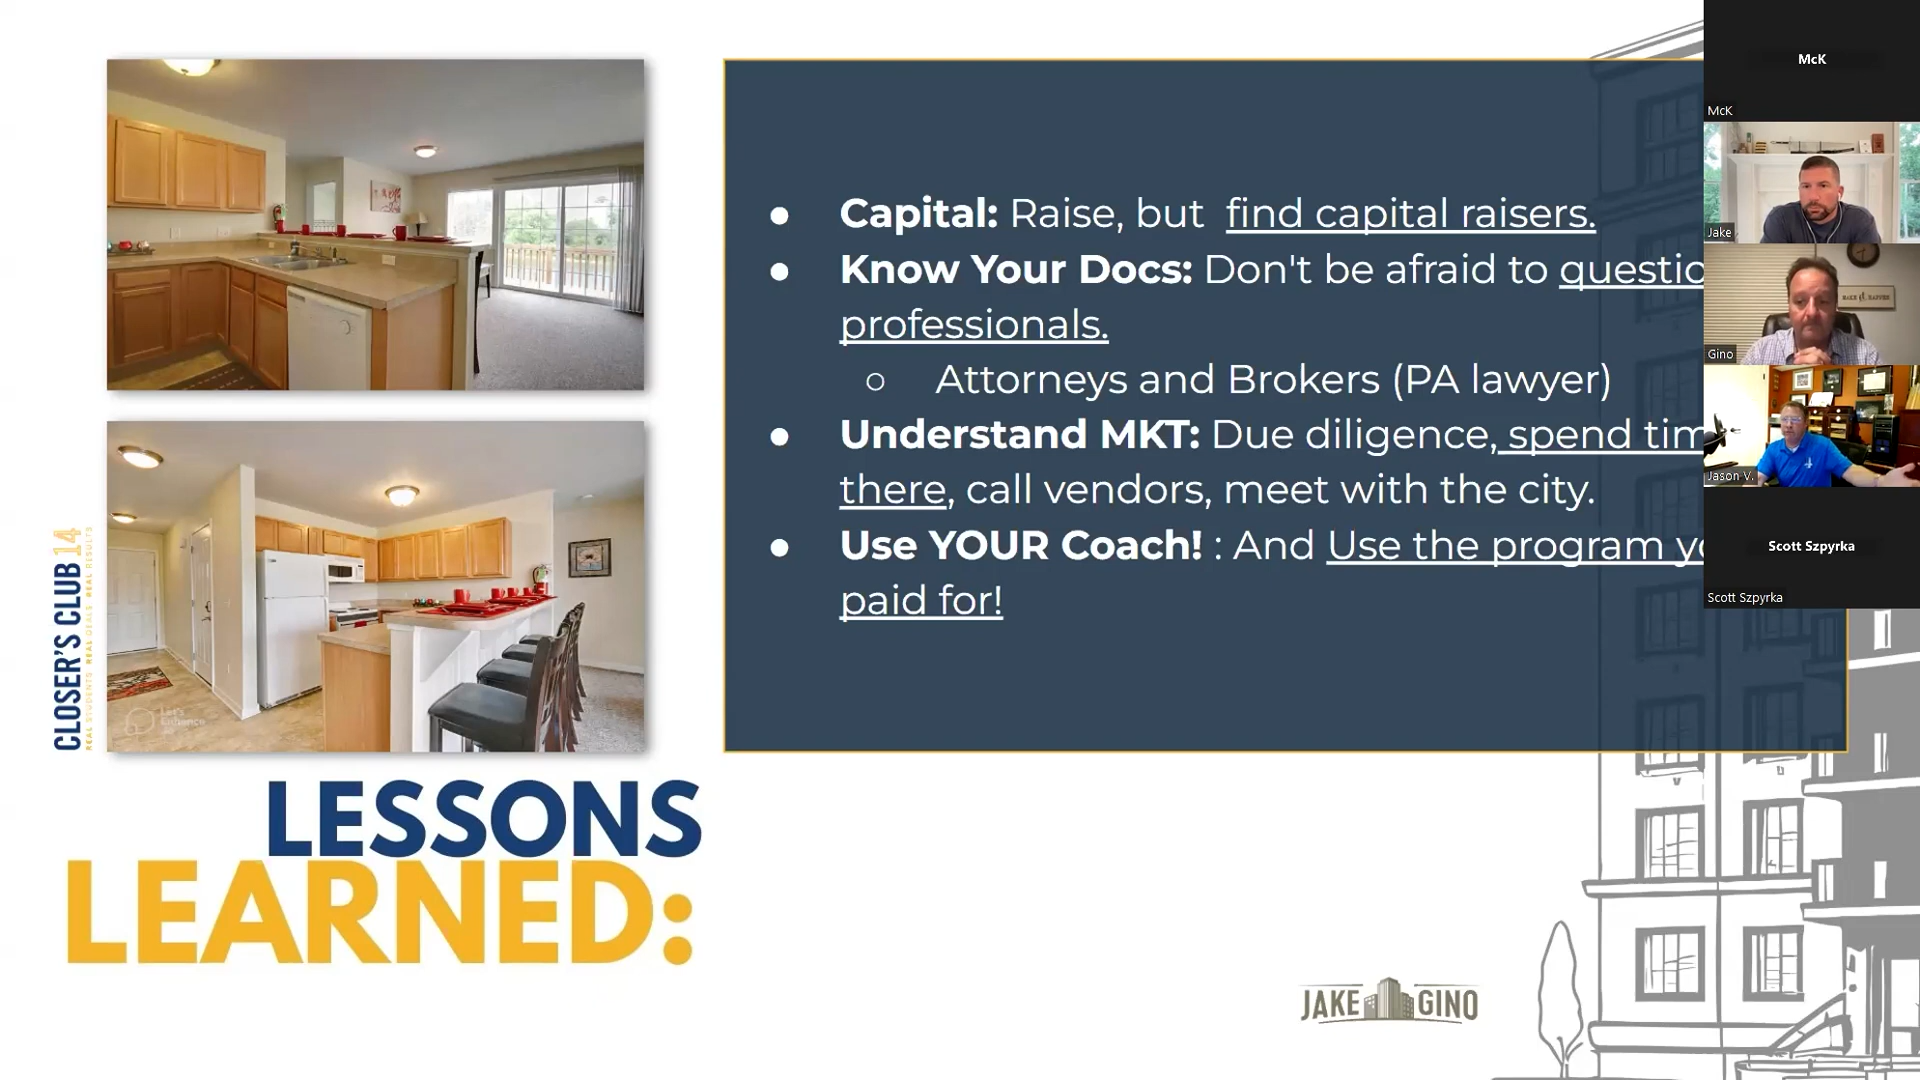 Capital: Raise, but find capital raisers.
Know Your Docs: Don't be afraid to
professionals.
Attorneys and Brokers (PA lawyer)
Understand MKT: Due diligence, spend
there, call vendors, meet with the city.
Use YOUR Coach! : And Use the program
paid for!
CLOSER'S CLUB 14
REAL STUDENTS REAL DEALS REAL RESULTS
Let's
Enhance
LESSONS
LEARNED:
JAKE GINO
McK
McK
Jake
Gino
Jason V.
Scott Szpyrka
Scott Szpyrka